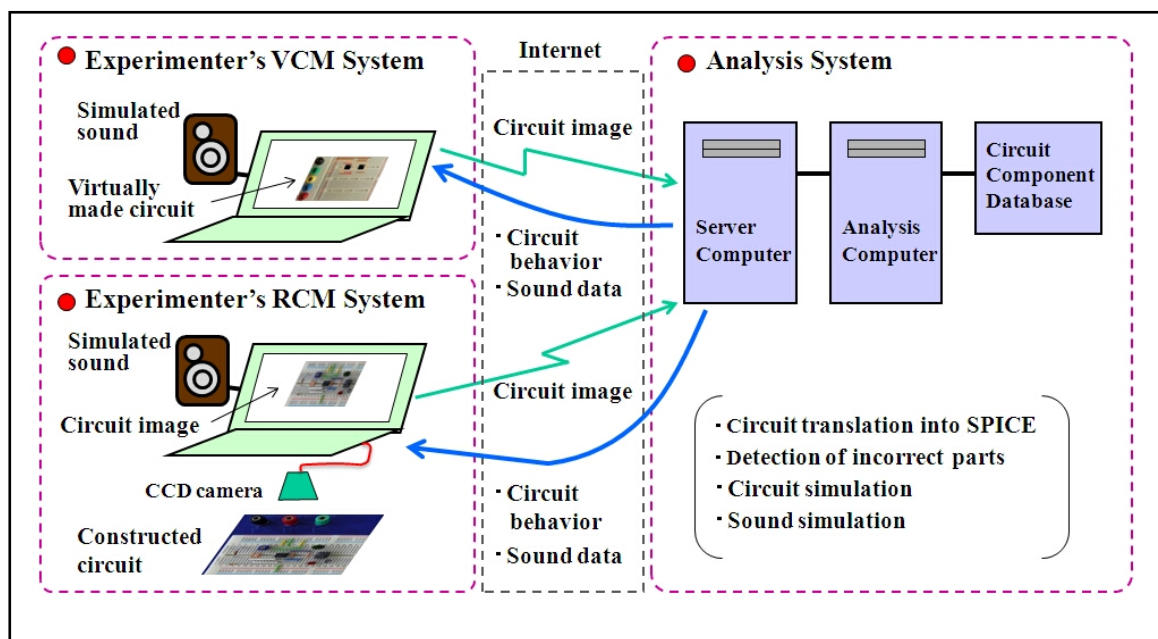 Experimenter's VCM System
Simulated
sound
Virtually
made circuit
Experimenter's RCM System
Simulated
sound
Circuit image
CCD camera
Constructed
circuit
Internet
Circuit image
· Circuit
behavior
· Sound data
Circuit image
· Circuit
behavior
· Sound data
Analysis System
Server
Computer
Analysis
Computer
Circuit
Component
Database
· Circuit translation into SPICE
· Detection of incorrect parts
· Circuit simulation
· Sound simulation